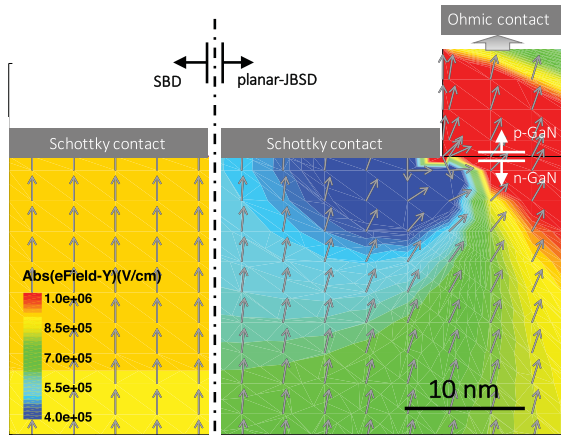 Ohmic contact
SBD
planar-JBSD
p-GaN
Schottky contact
Schottky contact
n-GaN
Abs(eField-Y)(V/cm)
1.0e+06
8.5e+05
7.0e+05
5.5e+05
4.0e+05
10 nm